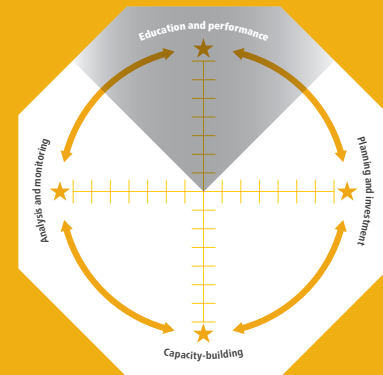 Education and performance
Analysis and monitoring
Planning and investment
Capacity-building